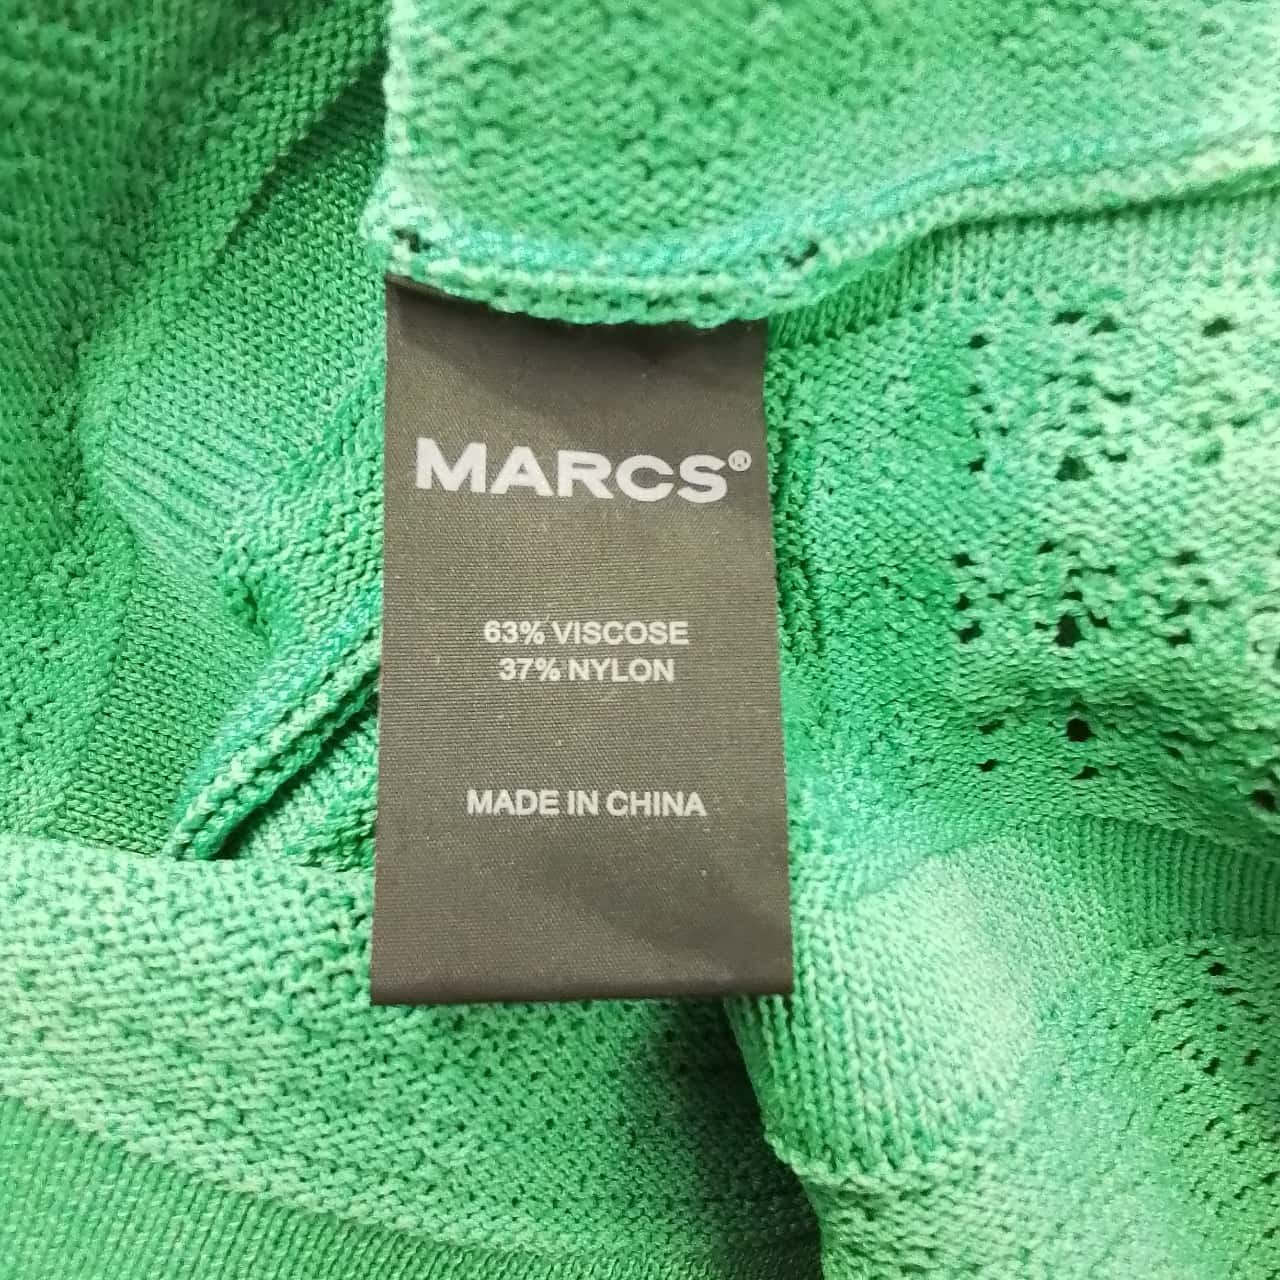 MARCS®
63% VISCOSE
37% NYLON
MADE IN CHINA